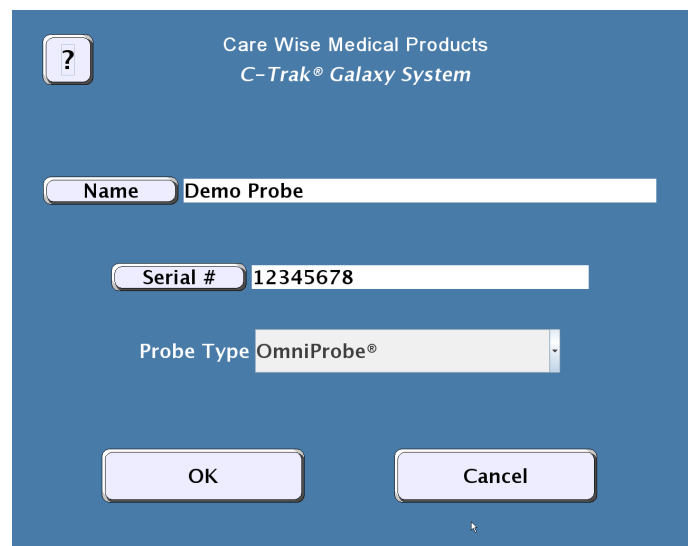 ?
Care Wise Medical Products
C-Trak® Galaxy System
Name Demo Probe
Serial # 12345678
Probe Type OmniProbe®
OK Cancel